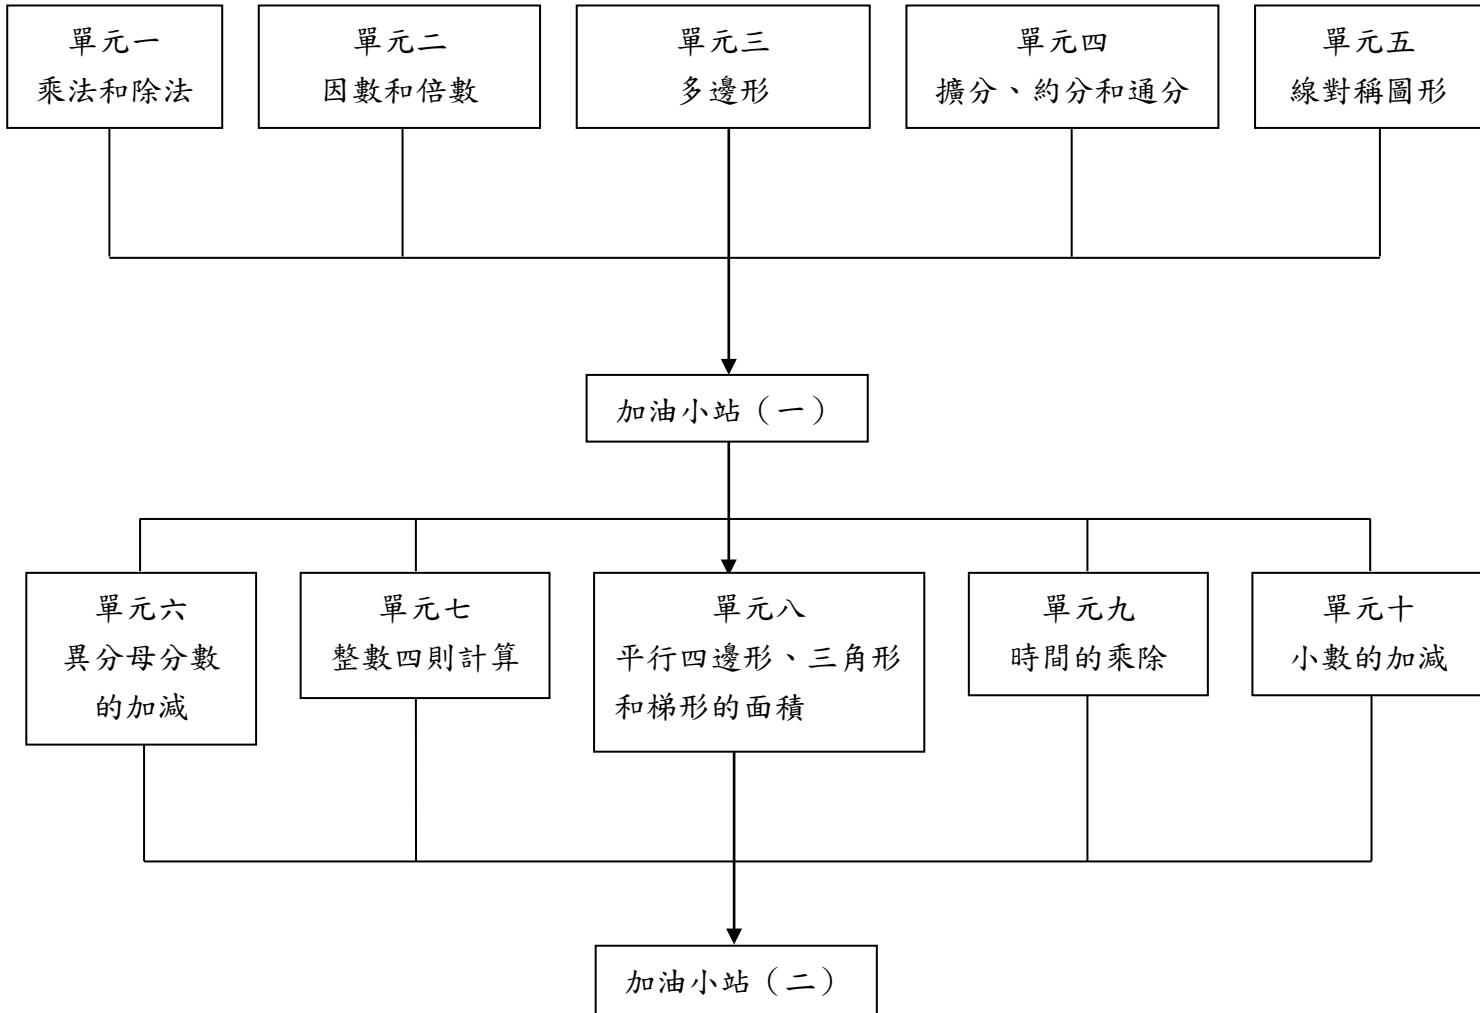 單元一
乘法和除法
單元二
因數和倍數
單元三
多邊形
單元四
擴分、約分和通分
單元五
線對稱圖形
加油小站（一）
單元六
異分母分數
的加減
單元七
整數四則計算
單元八
平行四邊形、三角形
和梯形的面積
單元九
時間的乘除
單元十
小數的加減
加油小站（二）